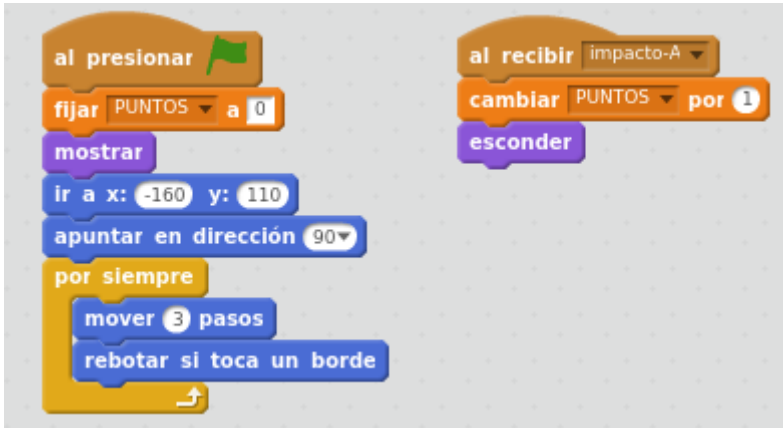 al presionar
fijar PUNTOS a 0
mostrar
ir a x: -160 y: 110
apuntar en dirección 90
por siempre
mover 3 pasos
rebotar si toca un borde
al recibir impacto-A
cambiar PUNTOS por 1
esconder